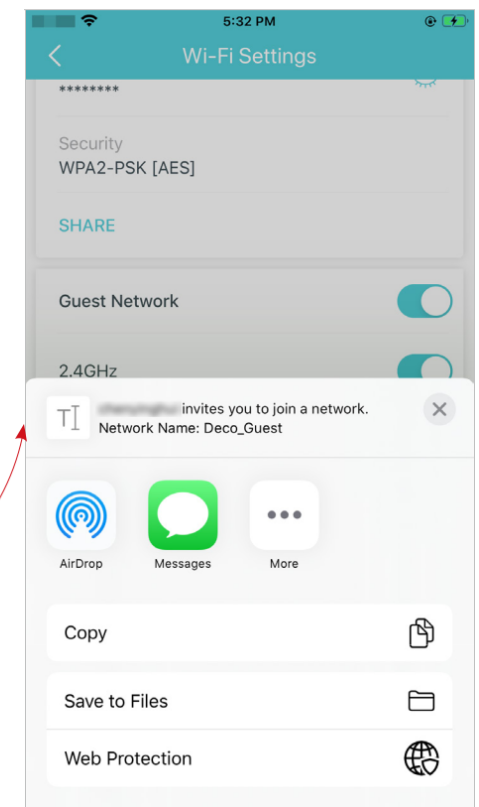 5:32 PM
Wi-Fi Settings
********
Security
WPA2-PSK [AES]
SHARE
Guest Network
2.4GHz
TI
invites you to join a network.
Network Name: Deco_Guest
AirDrop
Messages
More
Copy
Save to Files
Web Protection